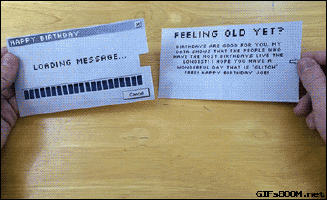 HAPPY BIRTHDAY
LOADING MESSAGE...
Cancel
FEELING OLD YET?
BIRTHDAYS ARE GOOD FOR YOU, MY
DATA SHOWS THAT THE PEOPLE WHO
HAVE THE MOST BIRTHDAYS LIVE THE
LONGEST! I HOPE YOU HAVE A
WONDERFUL DAY THAT IS *GLITCH*
FREE! HAPPY BIRTHDAY JOE!
GIFsBOOM.net